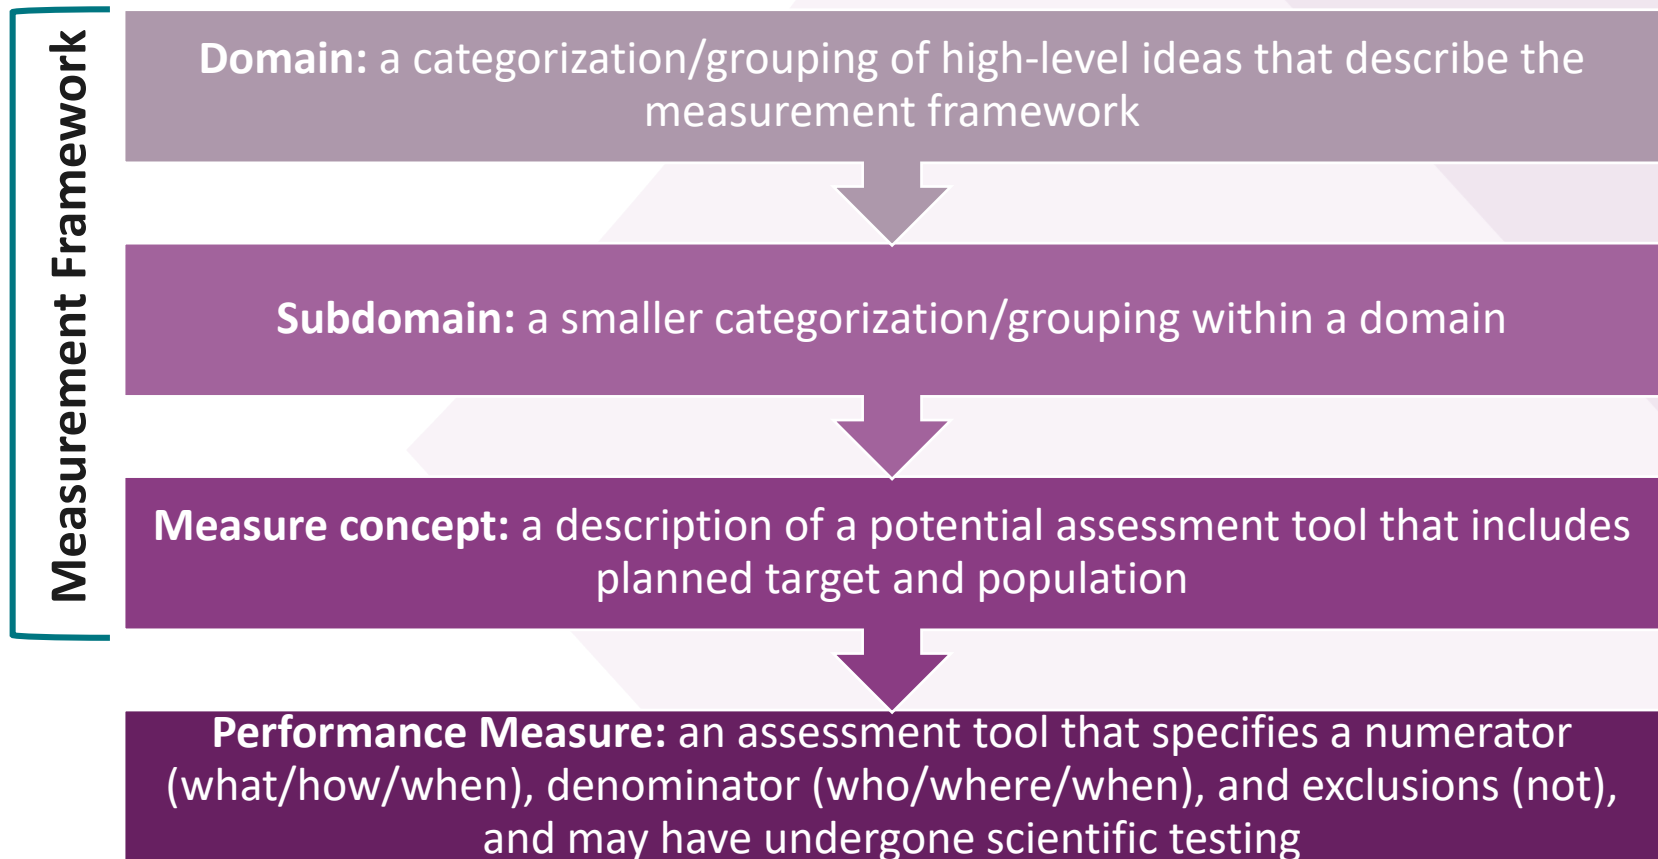 Measurement Framework
Domain: a categorization/grouping of high-level ideas that describe the
measurement framework
Subdomain: a smaller categorization/grouping within a domain
Measure concept: a description of a potential assessment tool that includes
planned target and population
Performance Measure: an assessment tool that specifies a numerator
(what/how/when), denominator (who/where/when), and exclusions (not),
and may have undergone scientific testing